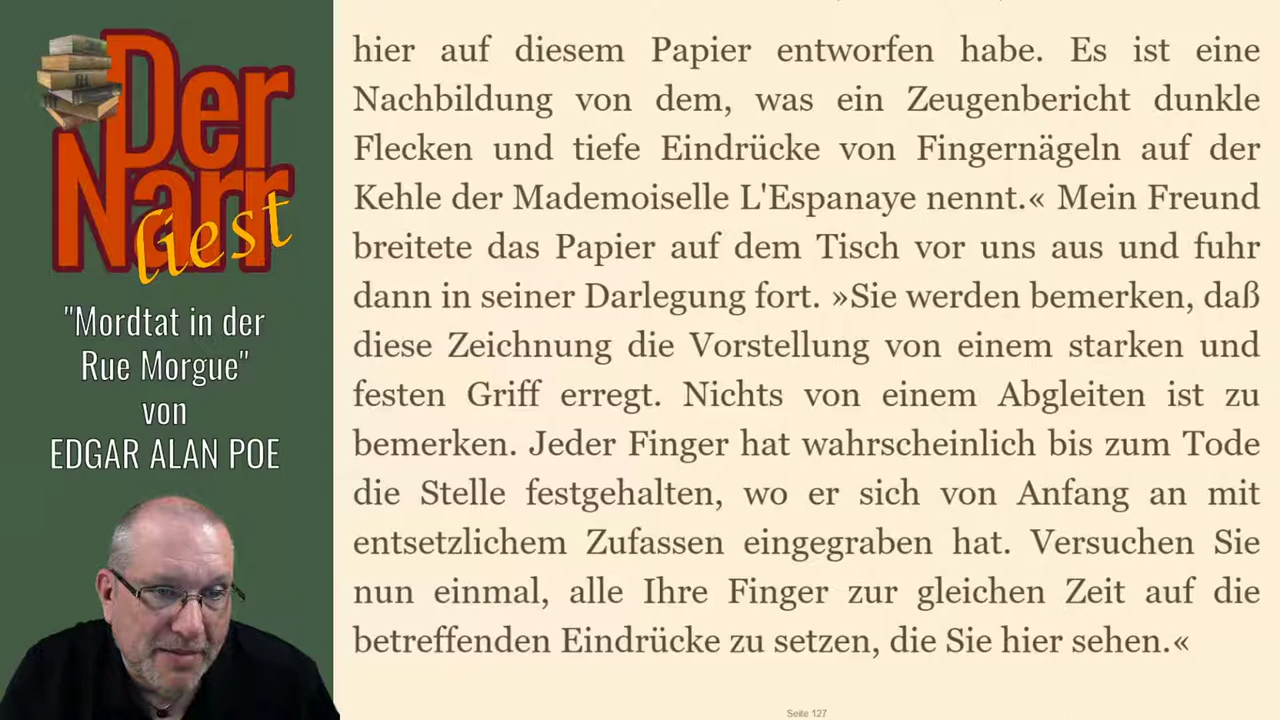 Der
Narr
liest
"Mordtat in der
Rue Morgue"
von
EDGAR ALAN POE
hier auf diesem Papier entworfen habe. Es ist eine
Nachbildung von dem, was ein Zeugenbericht dunkle
Flecken und tiefe Eindrücke von Fingernägeln auf der
Kehle der Mademoiselle L'Espanaye nennt.« Mein Freund
breitete das Papier auf dem Tisch vor uns aus und fuhr
dann in seiner Darlegung fort. »Sie werden bemerken, daß
diese Zeichnung die Vorstellung von einem starken und
festen Griff erregt. Nichts von einem Abgleiten ist zu
bemerken. Jeder Finger hat wahrscheinlich bis zum Tode
die Stelle festgehalten, wo er sich von Anfang an mit
entsetzlichem Zufassen eingegraben hat. Versuchen Sie
nun einmal, alle Ihre Finger zur gleichen Zeit auf die
betreffenden Eindrücke zu setzen, die Sie hier sehen.«
Seite 127